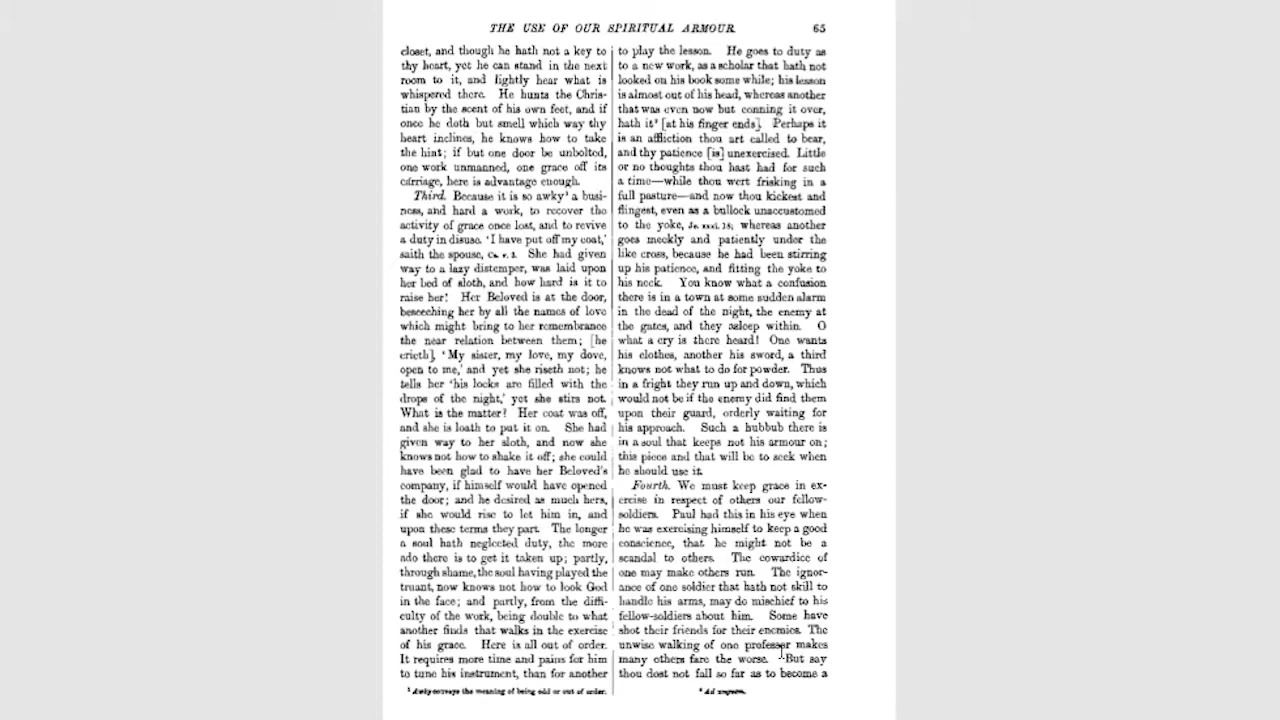 THE USE OF OUR SPIRITUAL ARMOUR. 65
closet, and though he hath not a key to
thy heart, yet he can stand in the next
room to it, and lightly hear what is
whispered there. He hunts the Chris-
tian by the scent of his own feet, and if
once he doth but smell which way thy
heart inclines, he knows how to take
the hint; if but one door be unbolted,
one work unmanned, one grace off its
carriage, here is advantage enough.
Third. Because it is so awky¹ a busi-
ness, and hard a work, to recover the
activity of grace once lost, and to revive
a duty in disuse. ‘I have put off my coat,’
saith the spouse, Ca. v. 3. She had given
way to a lazy distemper, was laid upon
her bed of sloth, and how hard is it to
raise her! Her Beloved is at the door,
beseeching her by all the names of love
which might bring to her remembrance
the near relation between them; [he
crieth], ‘My sister, my love, my dove,
open to me,’ and yet she riseth not; he
tells her ‘his locks are filled with the
drops of the night,’ yet she stirs not.
What is the matter? Her coat was off,
and she is loath to put it on. She had
given way to her sloth, and now she
knows not how to shake it off; she could
have been glad to have her Beloved's
company, if himself would have opened
the door; and he desired as much hers,
if she would rise to let him in, and
upon these terms they part. The longer
a soul hath neglected duty, the more
ado there is to get it taken up; partly,
through shame, the soul having played the
truant, now knows not how to look God
in the face; and partly, from the diffi-
culty of the work, being double to what
another finds that walks in the exercise
of his grace. Here is all out of order.
It requires more time and pains for him
to tune his instrument, than for another
¹ Awky conveys the meaning of being odd or out of order.
to play the lesson. He goes to duty as
to a new work, as a scholar that hath not
looked on his book some while; his lesson
is almost out of his head, whereas another
that was even now but conning it over,
hath it² [at his finger ends]. Perhaps it
is an affliction thou art called to bear,
and thy patience [is] unexercised. Little
or no thoughts thou hast had for such
a time—while thou wert frisking in a
full pasture—and now thou kickest and
flingest, even as a bullock unaccustomed
to the yoke, Je. xxxi. 18; whereas another
goes meekly and patiently under the
like cross, because he had been stirring
up his patience, and fitting the yoke to
his neck. You know what a confusion
there is in a town at some sudden alarm
in the dead of the night, the enemy at
the gates, and they asleep within. O
what a cry is there heard! One wants
his clothes, another his sword, a third
knows not what to do for powder. Thus
in a fright they run up and down, which
would not be if the enemy did find them
upon their guard, orderly waiting for
his approach. Such a hubbub there is
in a soul that keeps not his armour on;
this piece and that will be to seek when
he should use it.
Fourth. We must keep grace in ex-
ercise in respect of others our fellow-
soldiers. Paul had this in his eye when
he was exercising himself to keep a good
conscience, that he might not be a
scandal to others. The cowardice of
one may make others run. The ignor-
ance of one soldier that hath not skill to
handle his arms, may do mischief to his
fellow-soldiers about him. Some have
shot their friends for their enemies. The
unwise walking of one professor makes
many others fare the worse. But say
thou dost not fall so far as to become a
² Ad unguem.